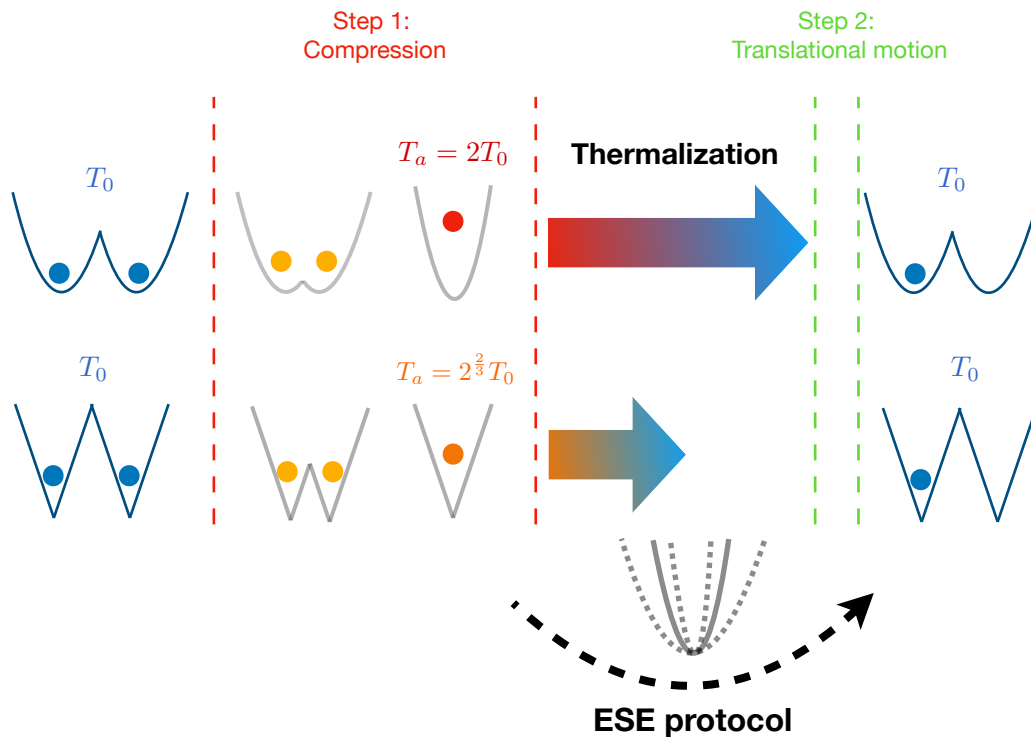 Step 1:
Compression
Step 2:
Translational motion
$T_a = 2T_0$
Thermalization
$T_0$
$T_0$
$T_0$
$T_a = 2^{\frac{2}{3}}T_0$
$T_0$
ESE protocol